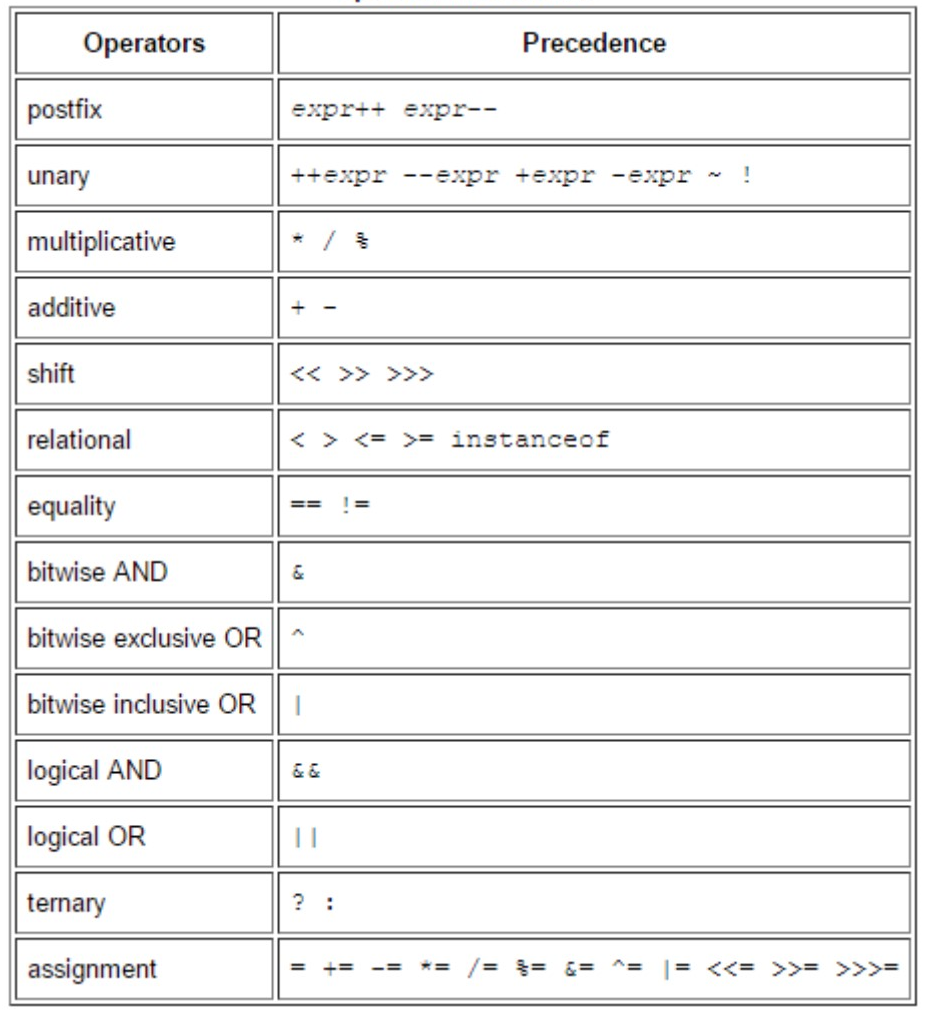 Operators Precedence
postfix expr++ expr--
unary ++expr --expr +expr -expr ~ !
multiplicative * / %
additive + -
shift << >> >>>
relational < > <= >= instanceof
equality == !=
bitwise AND &
bitwise exclusive OR ^
bitwise inclusive OR |
logical AND &&
logical OR ||
ternary ? :
assignment = += -= *= /= %= &= ^= |= <<= >>= >>>=